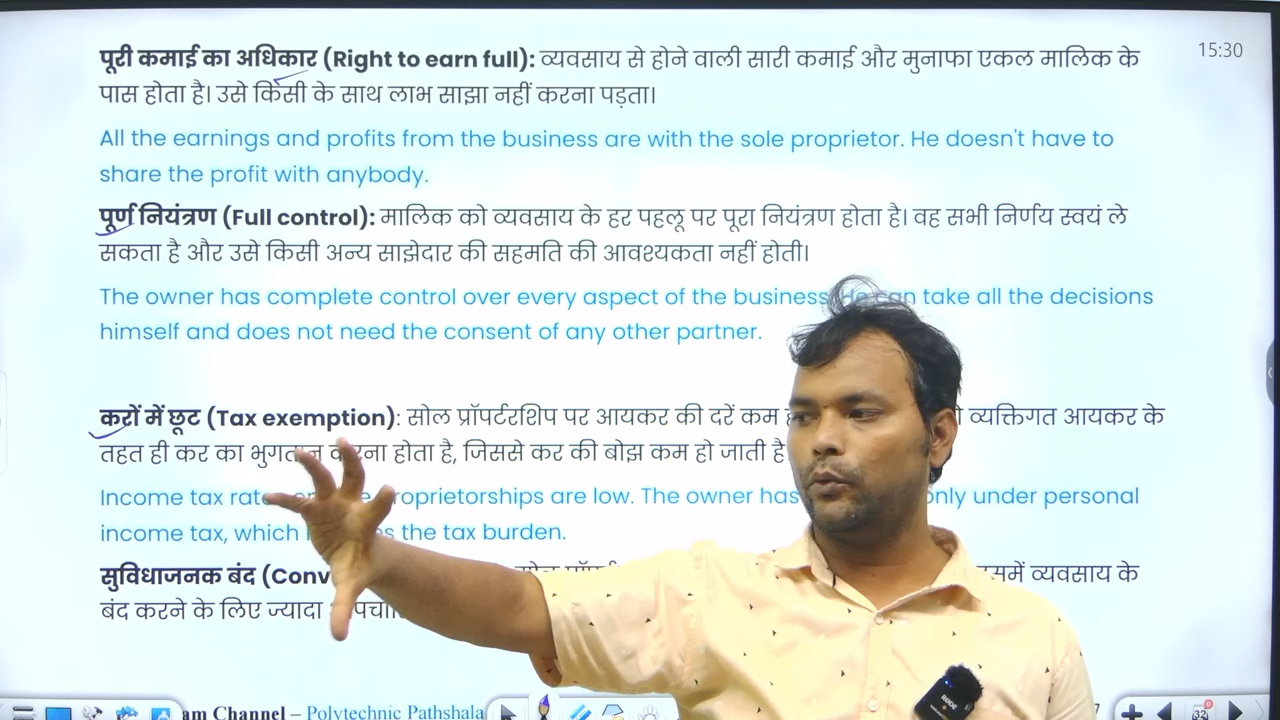 15:30
पूरी कमाई का अधिकार (Right to earn full): व्यवसाय से होने वाली सारी कमाई और मुनाफा एकल मालिक के
पास होता है। उसे किसी के साथ लाभ साझा नहीं करना पड़ता।
All the earnings and profits from the business are with the sole proprietor. He doesn't have to
share the profit with anybody.
पूर्ण नियंत्रण (Full control): मालिक को व्यवसाय के हर पहलू पर पूरा नियंत्रण होता है। वह सभी निर्णय स्वयं ले
सकता है और उसे किसी अन्य साझेदार की सहमति की आवश्यकता नहीं होती।
The owner has complete control over every aspect of the business. He can take all the decisions
himself and does not need the consent of any other partner.
करों में छूट (Tax exemption): सोल प्रॉपर्टरशिप पर आयकर की दरें कम व्यक्तिगत आयकर के
तहत ही कर का भुगतान करना होता है, जिससे कर की बोझ कम हो जाती है
Income tax proprietorships are low. The owner has only under personal
income tax, which the tax burden.
सुविधाजनक बंद व्यवसाय के
बंद करने के लिए ज्यादा
Channel – Polytechnic Pathshala
RODE